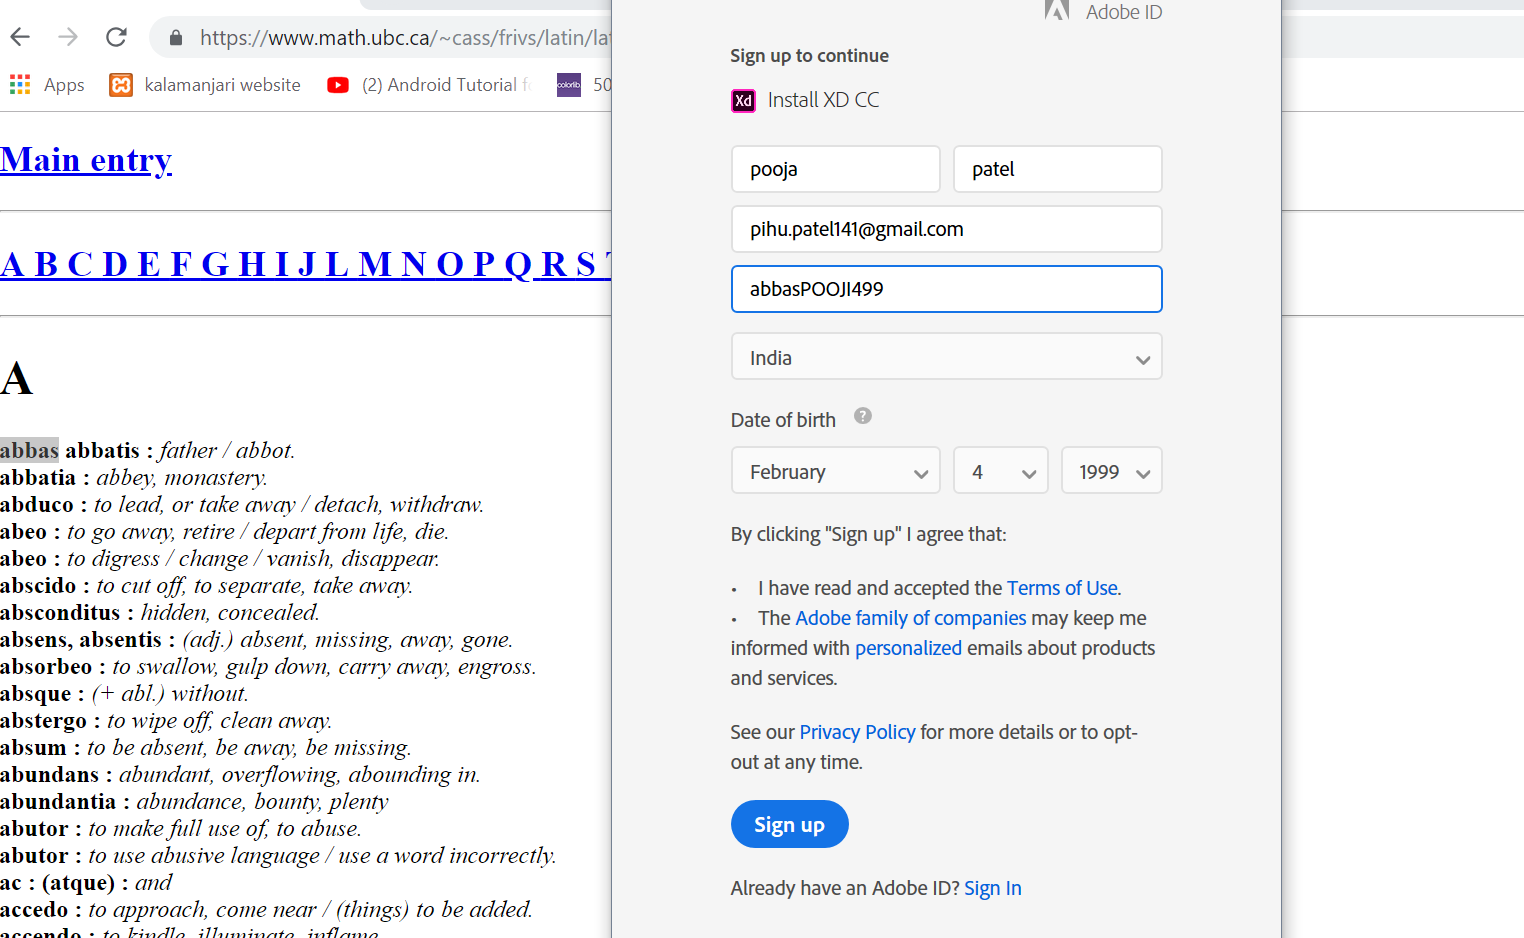 https://www.math.ubc.ca/~cass/frivs/latin/la
Apps
kalamanjari website
(2) Android Tutorial
colorlib
50
Main entry
A B C D E F G H I J L M N O P Q R S T
A
abbas abbatis : father / abbot.
abbatia : abbey, monastery.
abduco : to lead, or take away / detach, withdraw.
abeo : to go away, retire / depart from life, die.
abeo : to digress / change / vanish, disappear.
abscido : to cut off, to separate, take away.
absconditus : hidden, concealed.
absens, absentis : (adj.) absent, missing, away, gone.
absorbeo : to swallow, gulp down, carry away, engross.
absque : (+ abl.) without.
abstergo : to wipe off, clean away.
absum : to be absent, be away, be missing.
abundans : abundant, overflowing, abounding in.
abundantia : abundance, bounty, plenty
abutor : to make full use of, to abuse.
abutor : to use abusive language / use a word incorrectly.
ac : (atque) : and
accedo : to approach, come near / (things) to be added.
accendo : to kindle, illuminate, inflame
Adobe ID
Sign up to continue
Xd Install XD CC
pooja
patel
pihu.patel141@gmail.com
abbasPOOJI499
India
Date of birth ?
February
4
1999
By clicking "Sign up" I agree that:
• I have read and accepted the Terms of Use.
• The Adobe family of companies may keep me
informed with personalized emails about products
and services.
See our Privacy Policy for more details or to opt-
out at any time.
Sign up
Already have an Adobe ID? Sign In